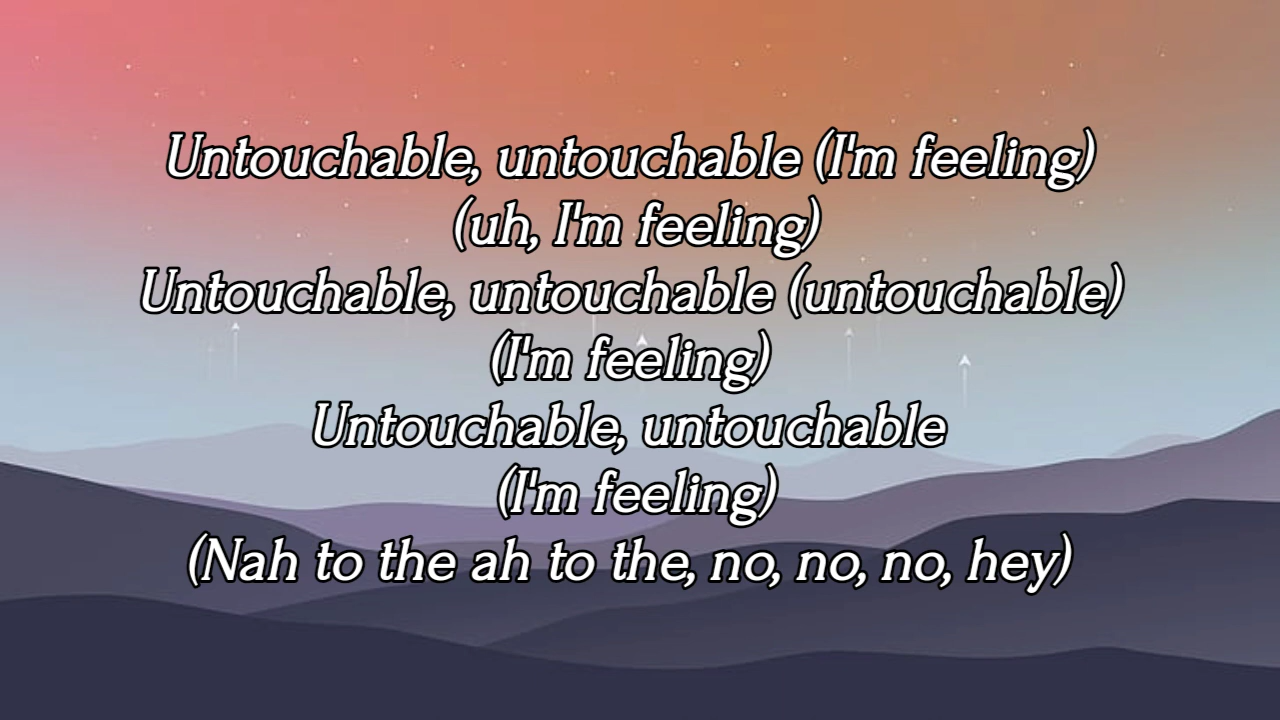 Untouchable, untouchable (I'm feeling)
(uh, I'm feeling)
Untouchable, untouchable (untouchable)
(I'm feeling)
Untouchable, untouchable
(I'm feeling)
(Nah to the ah to the, no, no, no, hey)